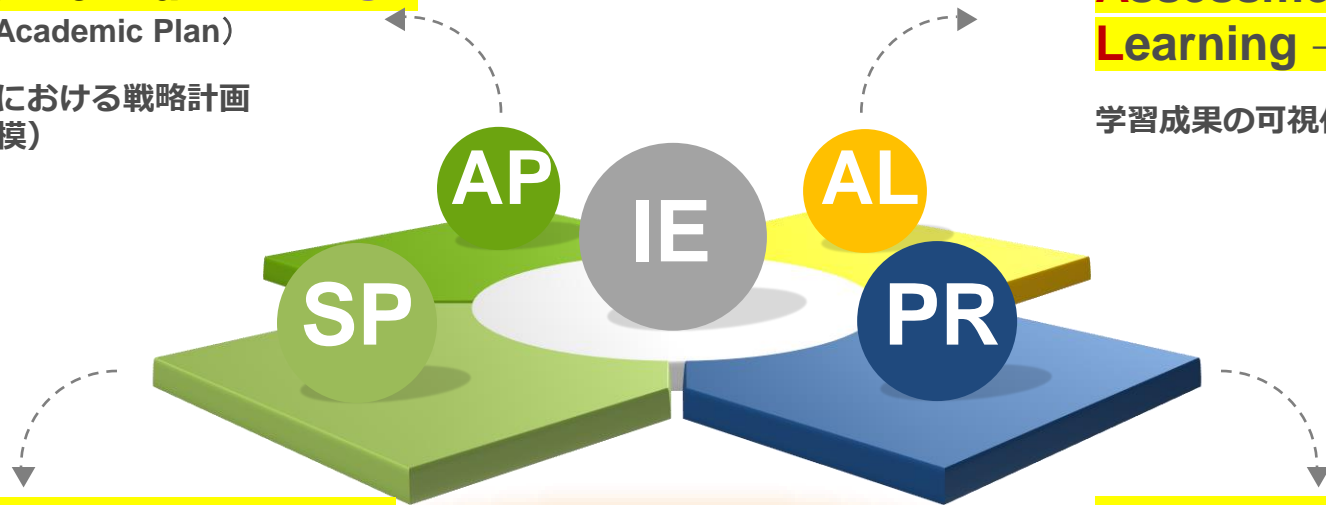 Academic Plan）
における戦略計画
模）
Assessme
Learning –
学習成果の可視
AP
IE
AL
SP
PR